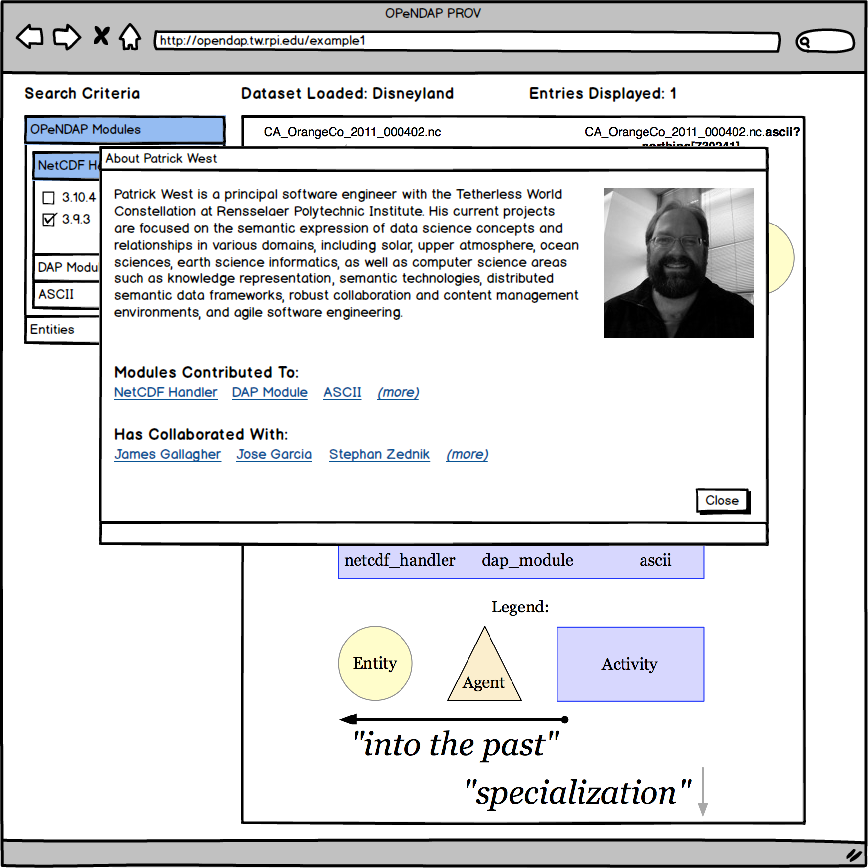 OPeNDAP PROV
http://opendap.tw.rpi.edu/example1
Search Criteria
Dataset Loaded: Disneyland
Entries Displayed: 1
OPeNDAP Modules
NetCDF H
3.10.4
3.9.3
DAP Modul
ASCII
Entities
CA_OrangeCo_2011_000402.nc
CA_OrangeCo_2011_000402.nc.ascii?
About Patrick West
Patrick West is a principal software engineer with the Tetherless World
Constellation at Rensselaer Polytechnic Institute. His current projects
are focused on the semantic expression of data science concepts and
relationships in various domains, including solar, upper atmosphere, ocean
sciences, earth science informatics, as well as computer science areas
such as knowledge representation, semantic technologies, distributed
semantic data frameworks, robust collaboration and content management
environments, and agile software engineering.
Modules Contributed To:
NetCDF Handler DAP Module ASCII (more)
Has Collaborated With:
James Gallagher Jose Garcia Stephan Zednik (more)
Close
netcdf_handler dap_module ascii
Legend:
Entity
Agent
Activity
"into the past"
"specialization"